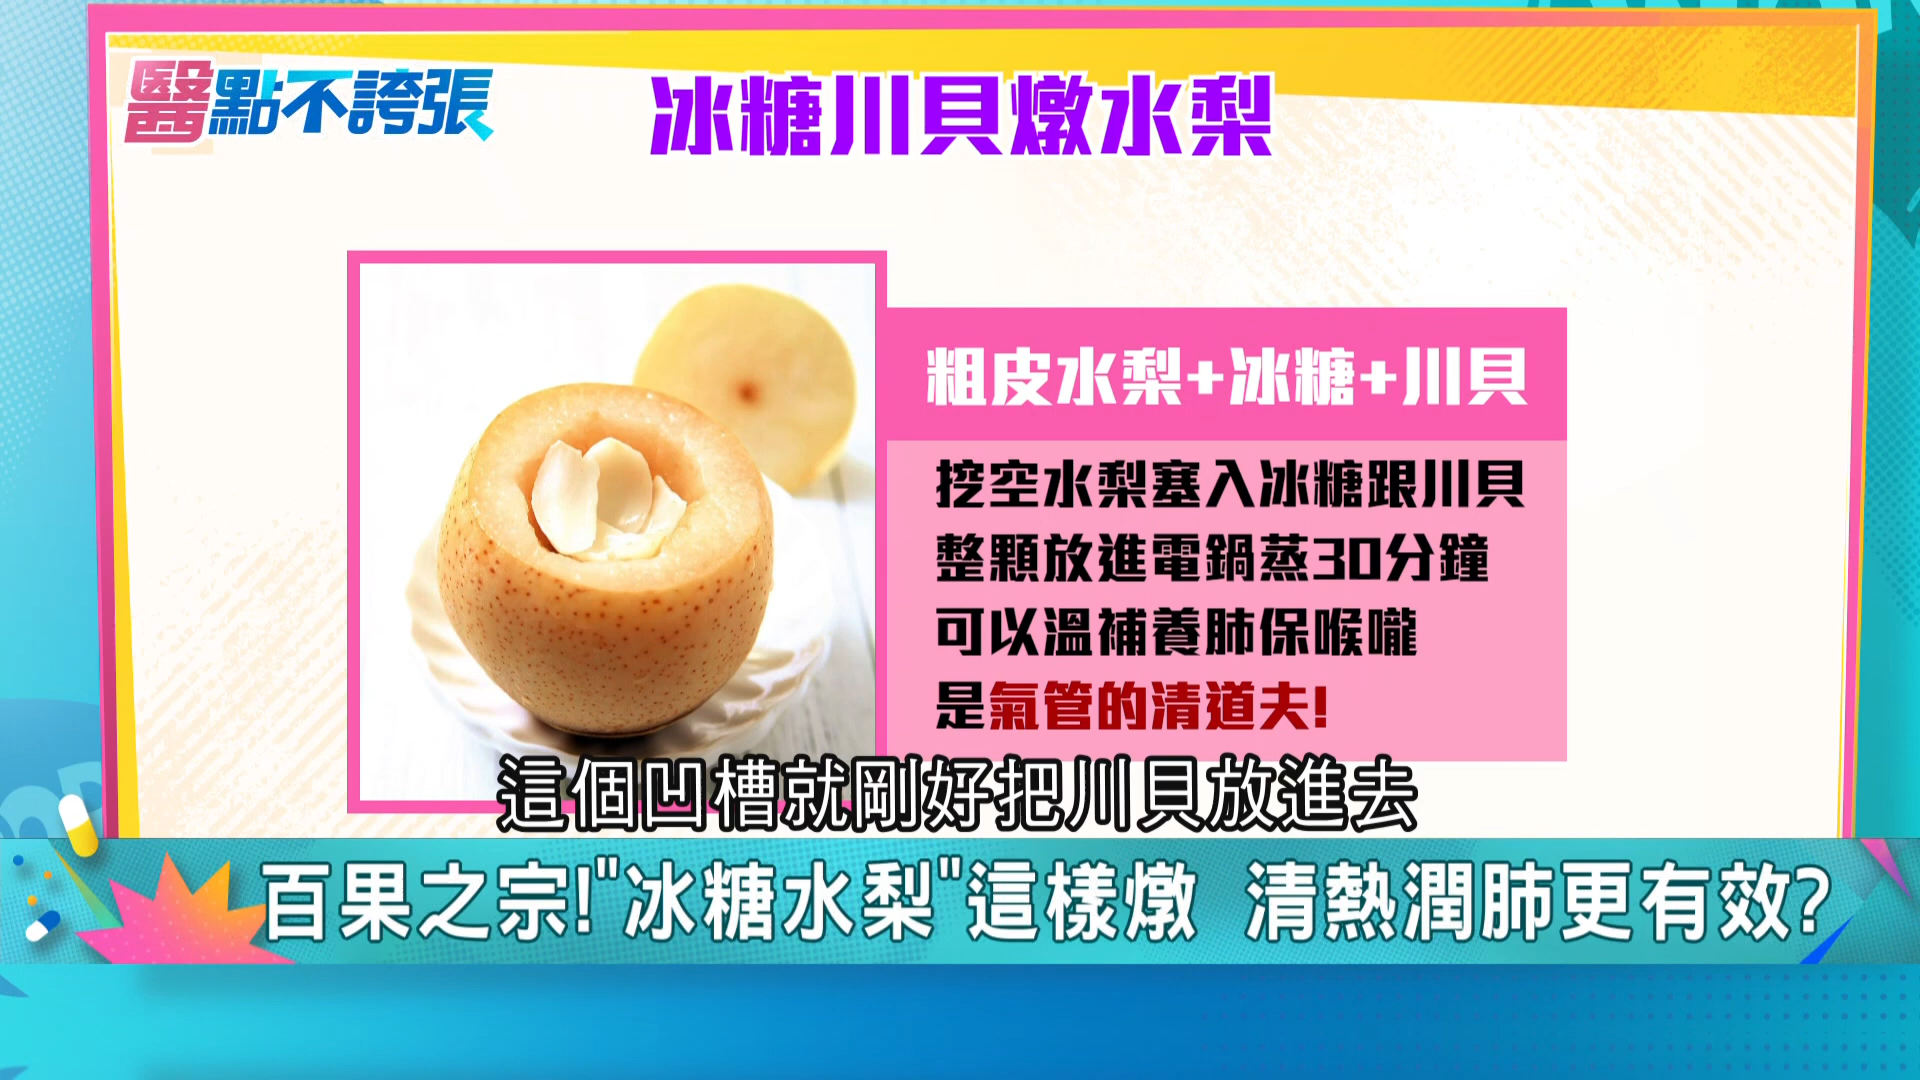 醫點不誇張
冰糖川貝燉水梨
粗皮水梨+冰糖+川貝
挖空水梨塞入冰糖跟川貝
整顆放進電鍋蒸30分鐘
可以溫補養肺保喉嚨
是氣管的清道夫!
這個凹槽就剛好把川貝放進去
百果之宗!"冰糖水梨"這樣燉 清熱潤肺更有效?